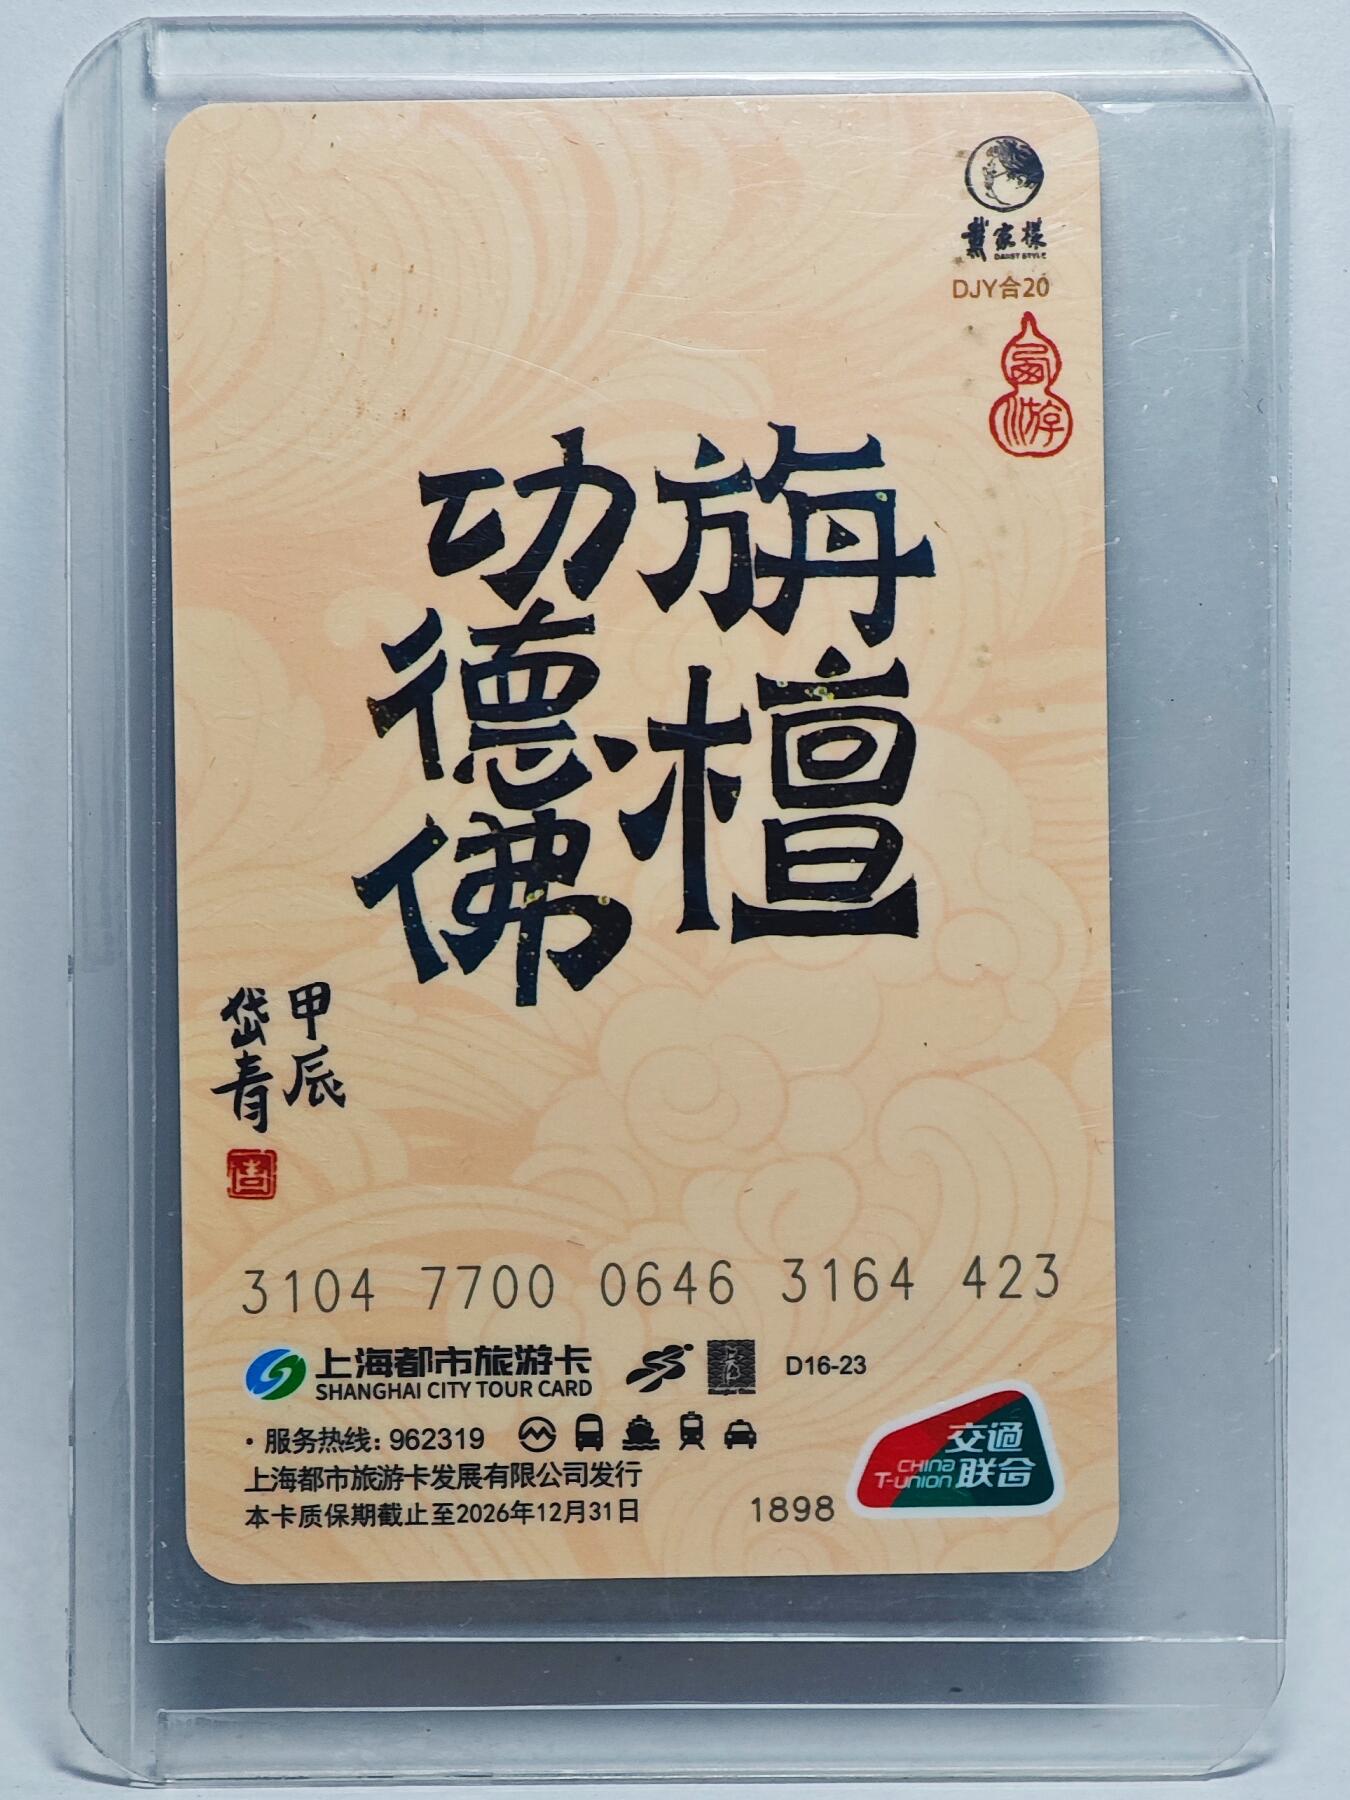 戴家樣
DJY合20
旃檀
功德佛
甲辰
岱青
3104 7700 0646 3164 423
上海都市旅游卡
SHANGHAI CITY TOUR CARD
D16-23
·服务热线：962319
上海都市旅游卡发展有限公司发行
本卡质保期截止至2026年12月31日
1898
交通
联合
CHINA
T-UNION